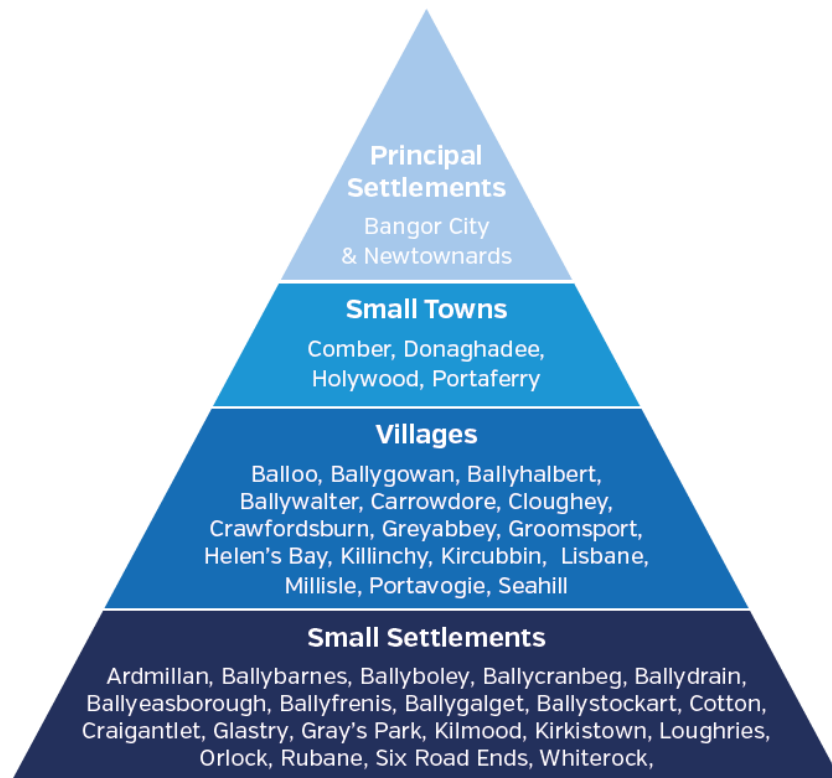 Principal
Settlements
Bangor City
& Newtownards
Small Towns
Comber, Donaghadee,
Holywood, Portaferry
Villages
Balloo, Ballygowan, Ballyhalbert,
Ballywalter, Carrowdore, Cloughey,
Crawfordsburn, Greyabbey, Groomsport,
Helen's Bay, Killinchy, Kircubbin, Lisbane,
Millisle, Portavogie, Seahill
Small Settlements
Ardmillan, Ballybarnes, Ballyboley, Ballycranbeg, Ballydrain,
Ballyeasborough, Ballyfrenis, Ballygalget, Ballystockart, Cotton,
Craigantlet, Glastry, Gray's Park, Kilmood, Kirkistown, Loughries,
Orlock, Rubane, Six Road Ends, Whiterock,